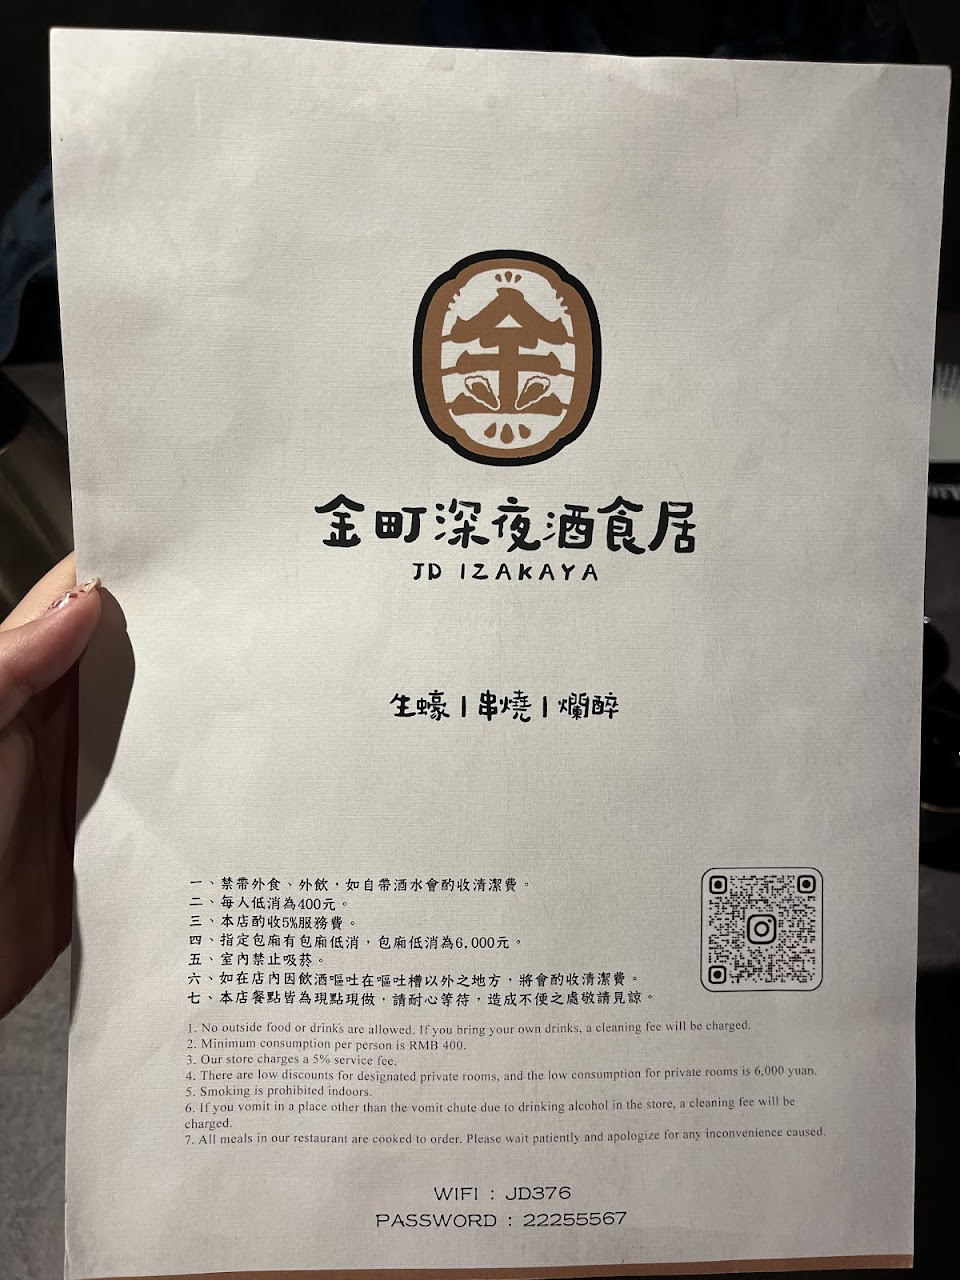 金
金町深夜酒食居
JD IZAKAYA
生蠔 | 串燒 | 爛醉
一、禁帶外食、外飲，如自帶酒水會酌收清潔費。
二、每人低消為400元。
三、本店酌收5%服務費。
四、指定包廂有包廂低消，包廂低消為6,000元。
五、室內禁止吸菸。
六、如在店內因飲酒嘔吐在嘔吐槽以外之地方，將會酌收清潔費。
七、本店餐點皆為現點現做，請耐心等待，造成不便之處敬請見諒。
1. No outside food or drinks are allowed. If you bring your own drinks, a cleaning fee will be charged.
2. Minimum consumption per person is RMB 400.
3. Our store charges a 5% service fee.
4. There are low discounts for designated private rooms, and the low consumption for private rooms is 6,000 yuan.
5. Smoking is prohibited indoors.
6. If you vomit in a place other than the vomit chute due to drinking alcohol in the store, a cleaning fee will be
charged.
7. All meals in our restaurant are cooked to order. Please wait patiently and apologize for any inconvenience caused.
WIFI : JD376
PASSWORD : 22255567